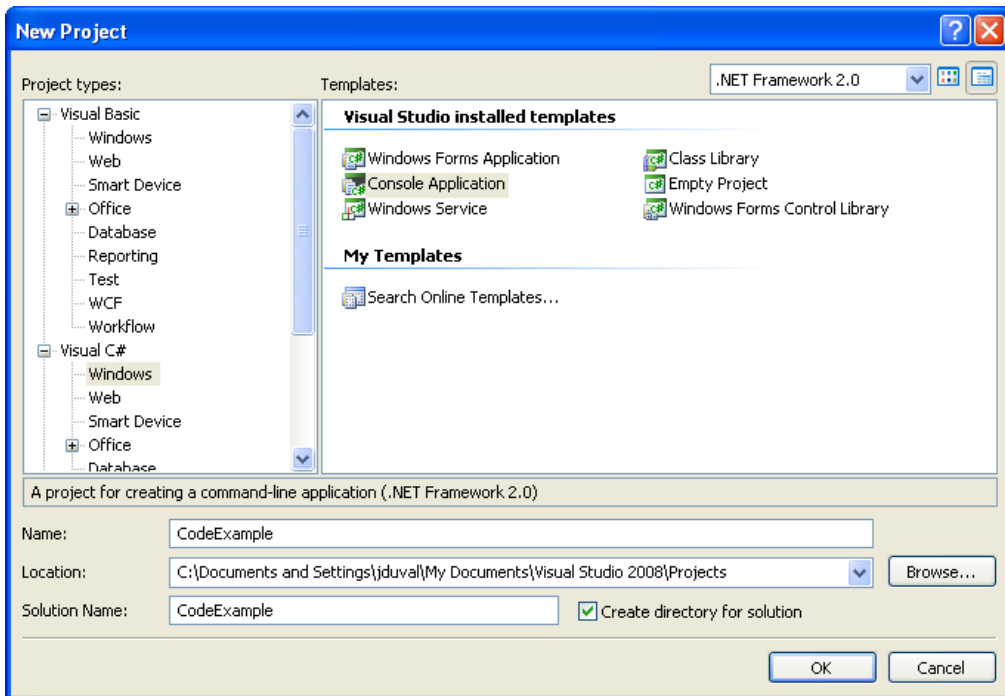 New Project
Project types:
Templates:
.NET Framework 2.0
Visual Basic
Windows
Web
Smart Device
Office
Database
Reporting
Test
WCF
Workflow
Visual C#
Windows
Web
Smart Device
Office
Database
Visual Studio installed templates
Windows Forms Application
Console Application
Windows Service
Class Library
Empty Project
Windows Forms Control Library
My Templates
Search Online Templates...
A project for creating a command-line application (.NET Framework 2.0)
Name:
CodeExample
Location:
C:\Documents and Settings\jduval\My Documents\Visual Studio 2008\Projects
Browse...
Solution Name:
CodeExample
Create directory for solution
OK
Cancel